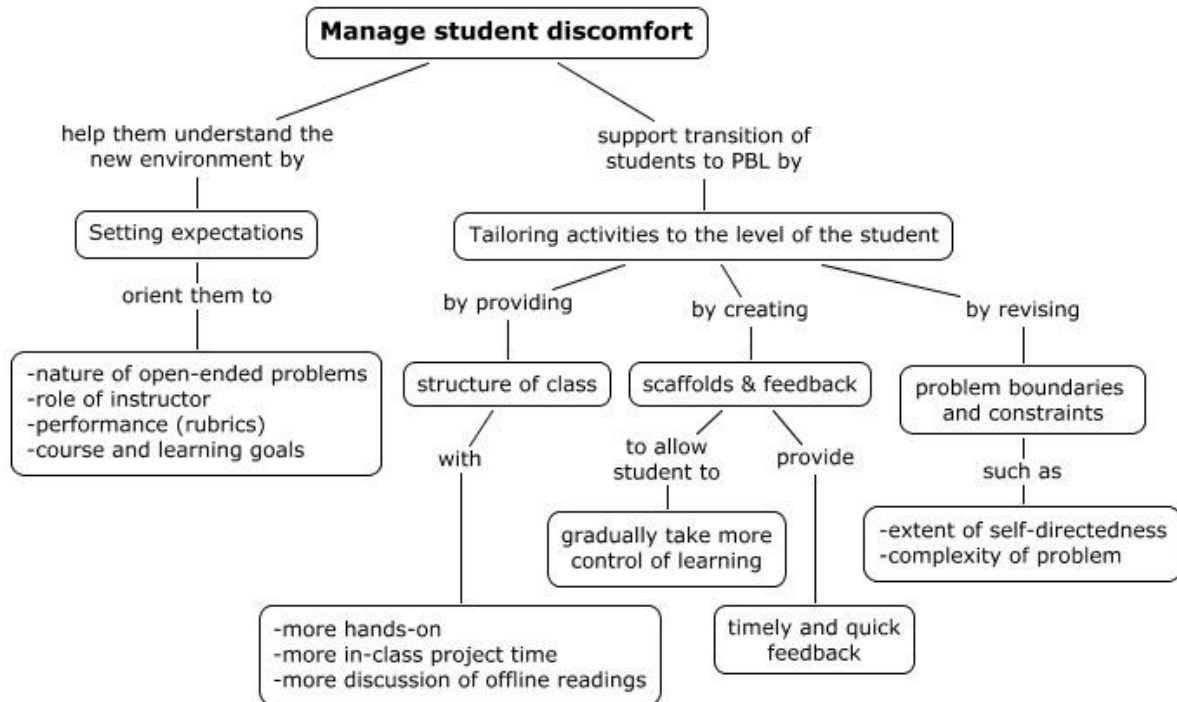 Manage student discomfort
help them understand the
new environment by
support transition of
students to PBL by
Setting expectations
Tailoring activities to the level of the student
orient them to
by providing
by creating
by revising
-nature of open-ended problems
-role of instructor
-performance (rubrics)
-course and learning goals
structure of class
scaffolds & feedback
problem boundaries
and constraints
with
to allow
student to
provide
such as
gradually take more
control of learning
-extent of self-directedness
-complexity of problem
-more hands-on
-more in-class project time
-more discussion of offline readings
timely and quick
feedback